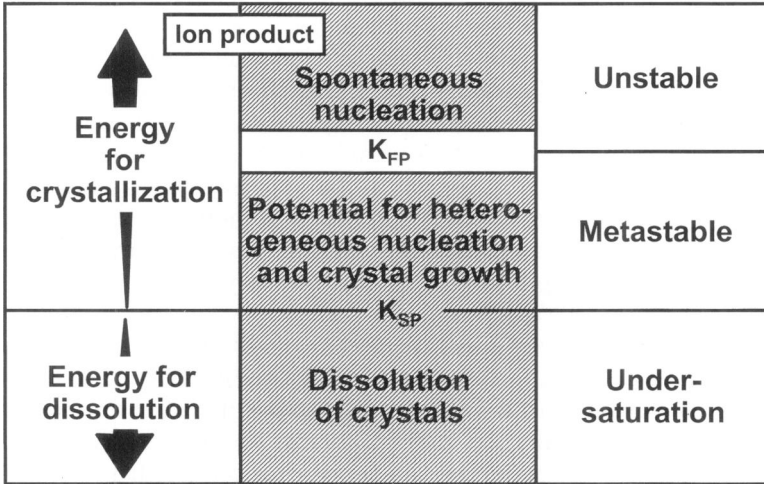 Ion product
Energy
for
crystallization
Spontaneous
nucleation
Unstable
K_FP
Potential for hetero-
geneous nucleation
and crystal growth
Metastable
K_SP
Energy for
dissolution
Dissolution
of crystals
Under-
saturation